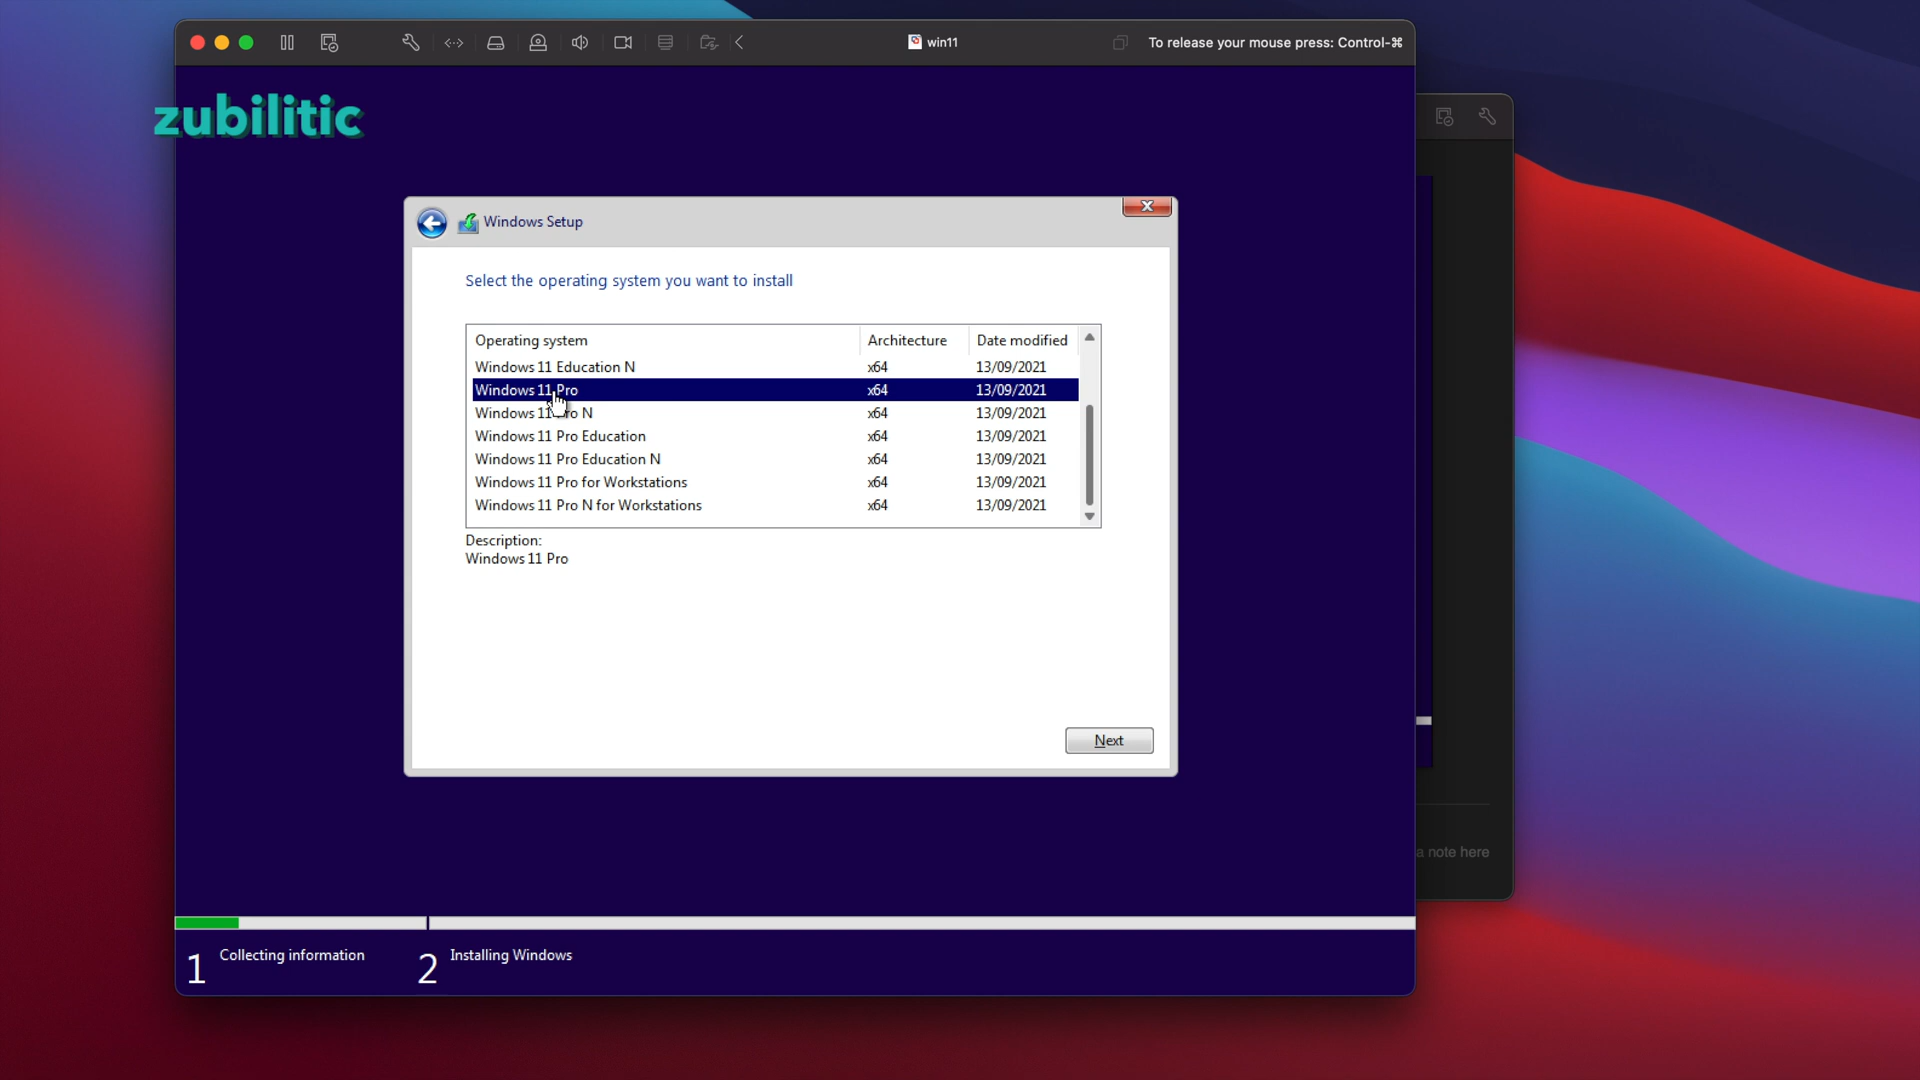 win11
To release your mouse press: Control-⌘
zubilitic
Windows Setup
Select the operating system you want to install
Operating system Architecture Date modified
Windows 11 Education N x64 13/09/2021
Windows 11 Pro x64 13/09/2021
Windows 11 Pro N x64 13/09/2021
Windows 11 Pro Education x64 13/09/2021
Windows 11 Pro Education N x64 13/09/2021
Windows 11 Pro for Workstations x64 13/09/2021
Windows 11 Pro N for Workstations x64 13/09/2021
Description:
Windows 11 Pro
Next
a note here
1 Collecting information 2 Installing Windows